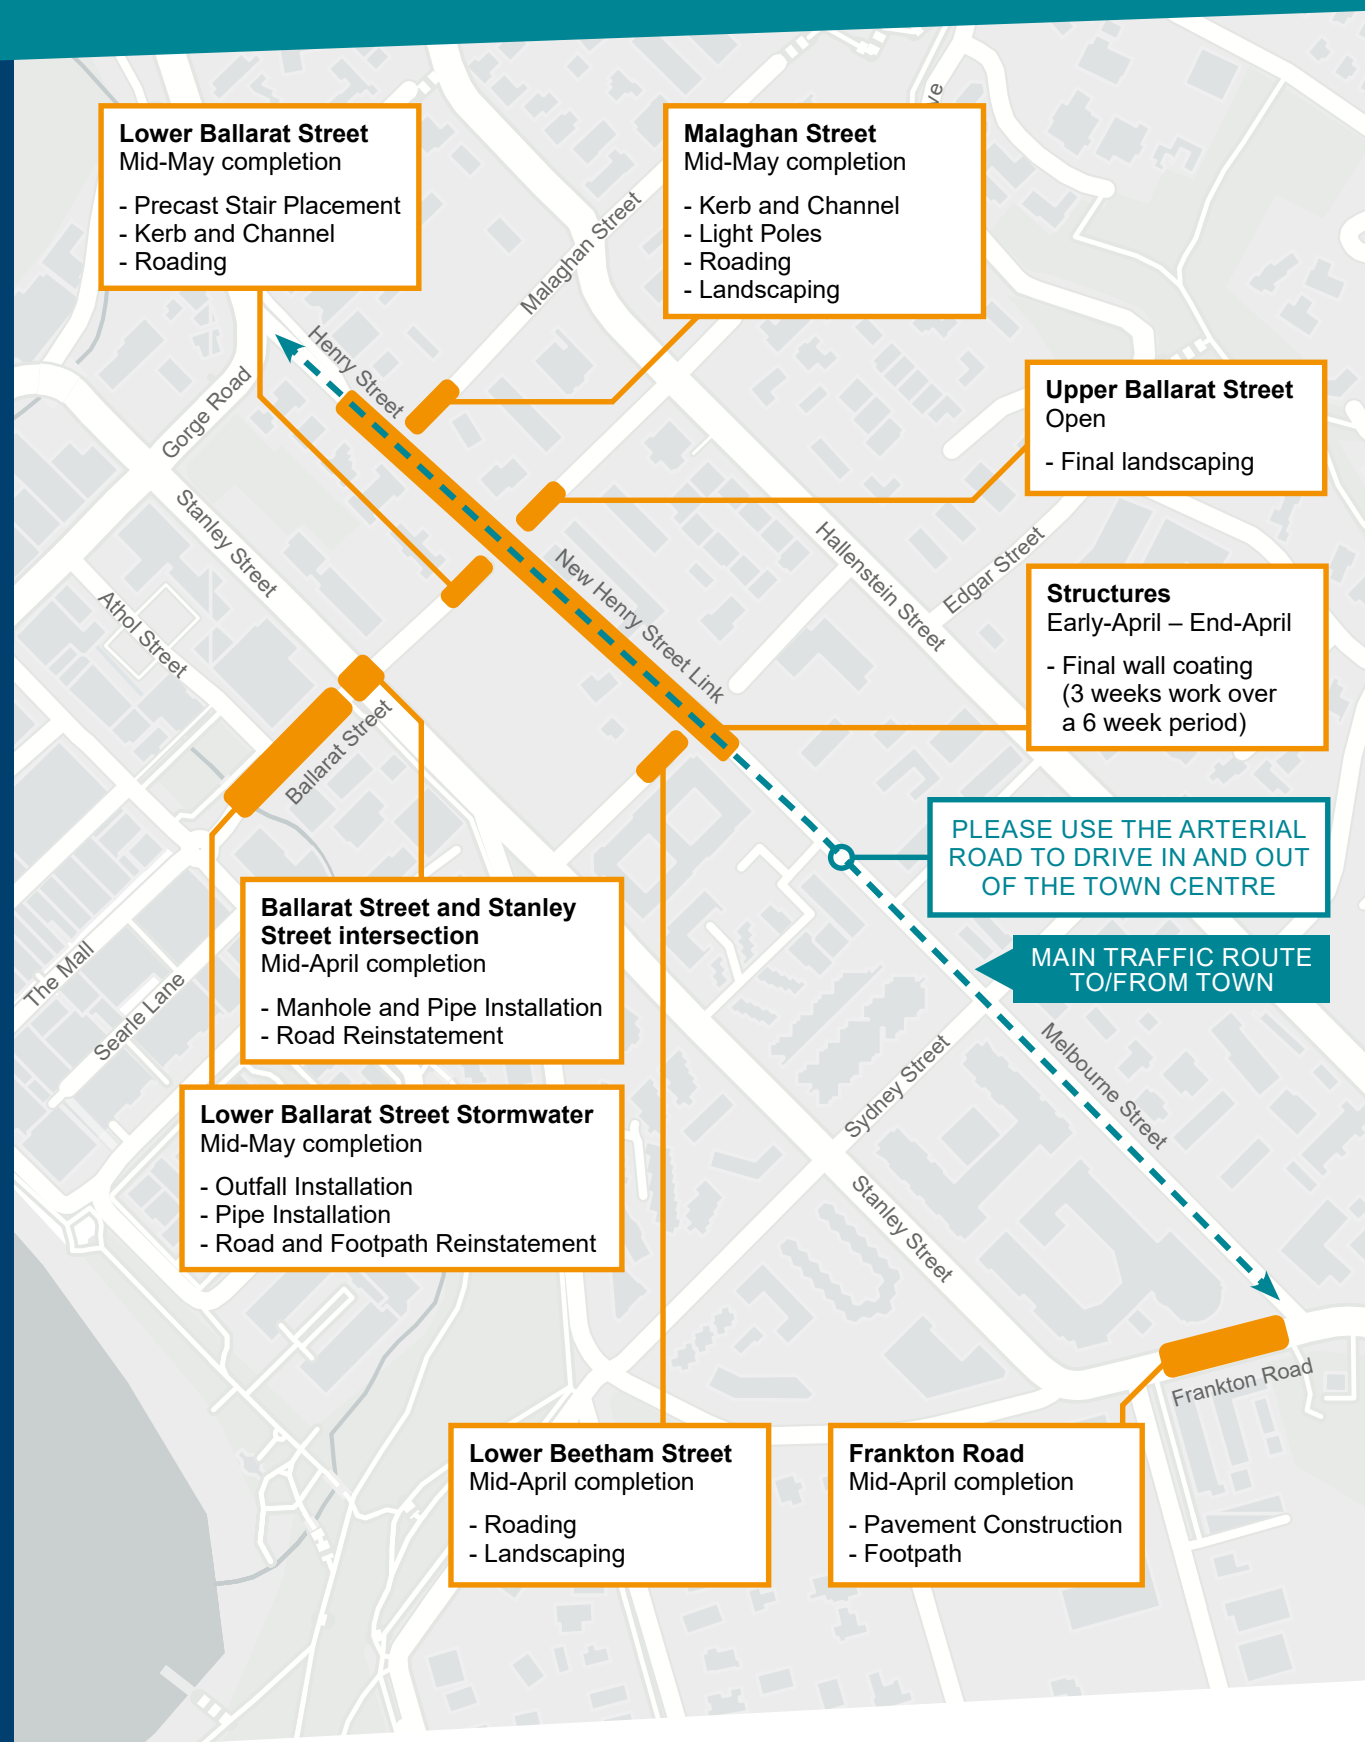 Lower Ballarat Street
Mid-May completion
- Precast Stair Placement
- Kerb and Channel
- Roading
Malaghan Street
Mid-May completion
- Kerb and Channel
- Light Poles
- Roading
- Landscaping
ve
Malaghan Street
Henry Street
Gorge Road
Upper Ballarat Street
Open
- Final landscaping
Stanley Street
Hallenstein Street
Edgar Street
New Henry Street Link
Athol Street
Structures
Early-April – End-April
- Final wall coating
(3 weeks work over
a 6 week period)
Ballarat Street
PLEASE USE THE ARTERIAL
ROAD TO DRIVE IN AND OUT
OF THE TOWN CENTRE
MAIN TRAFFIC ROUTE
TO/FROM TOWN
Ballarat Street and Stanley
Street intersection
Mid-April completion
- Manhole and Pipe Installation
- Road Reinstatement
The Mall
Searle Lane
Sydney Street
Melbourne Street
Lower Ballarat Street Stormwater
Mid-May completion
- Outfall Installation
- Pipe Installation
- Road and Footpath Reinstatement
Stanley Street
Frankton Road
Lower Beetham Street
Mid-April completion
- Roading
- Landscaping
Frankton Road
Mid-April completion
- Pavement Construction
- Footpath